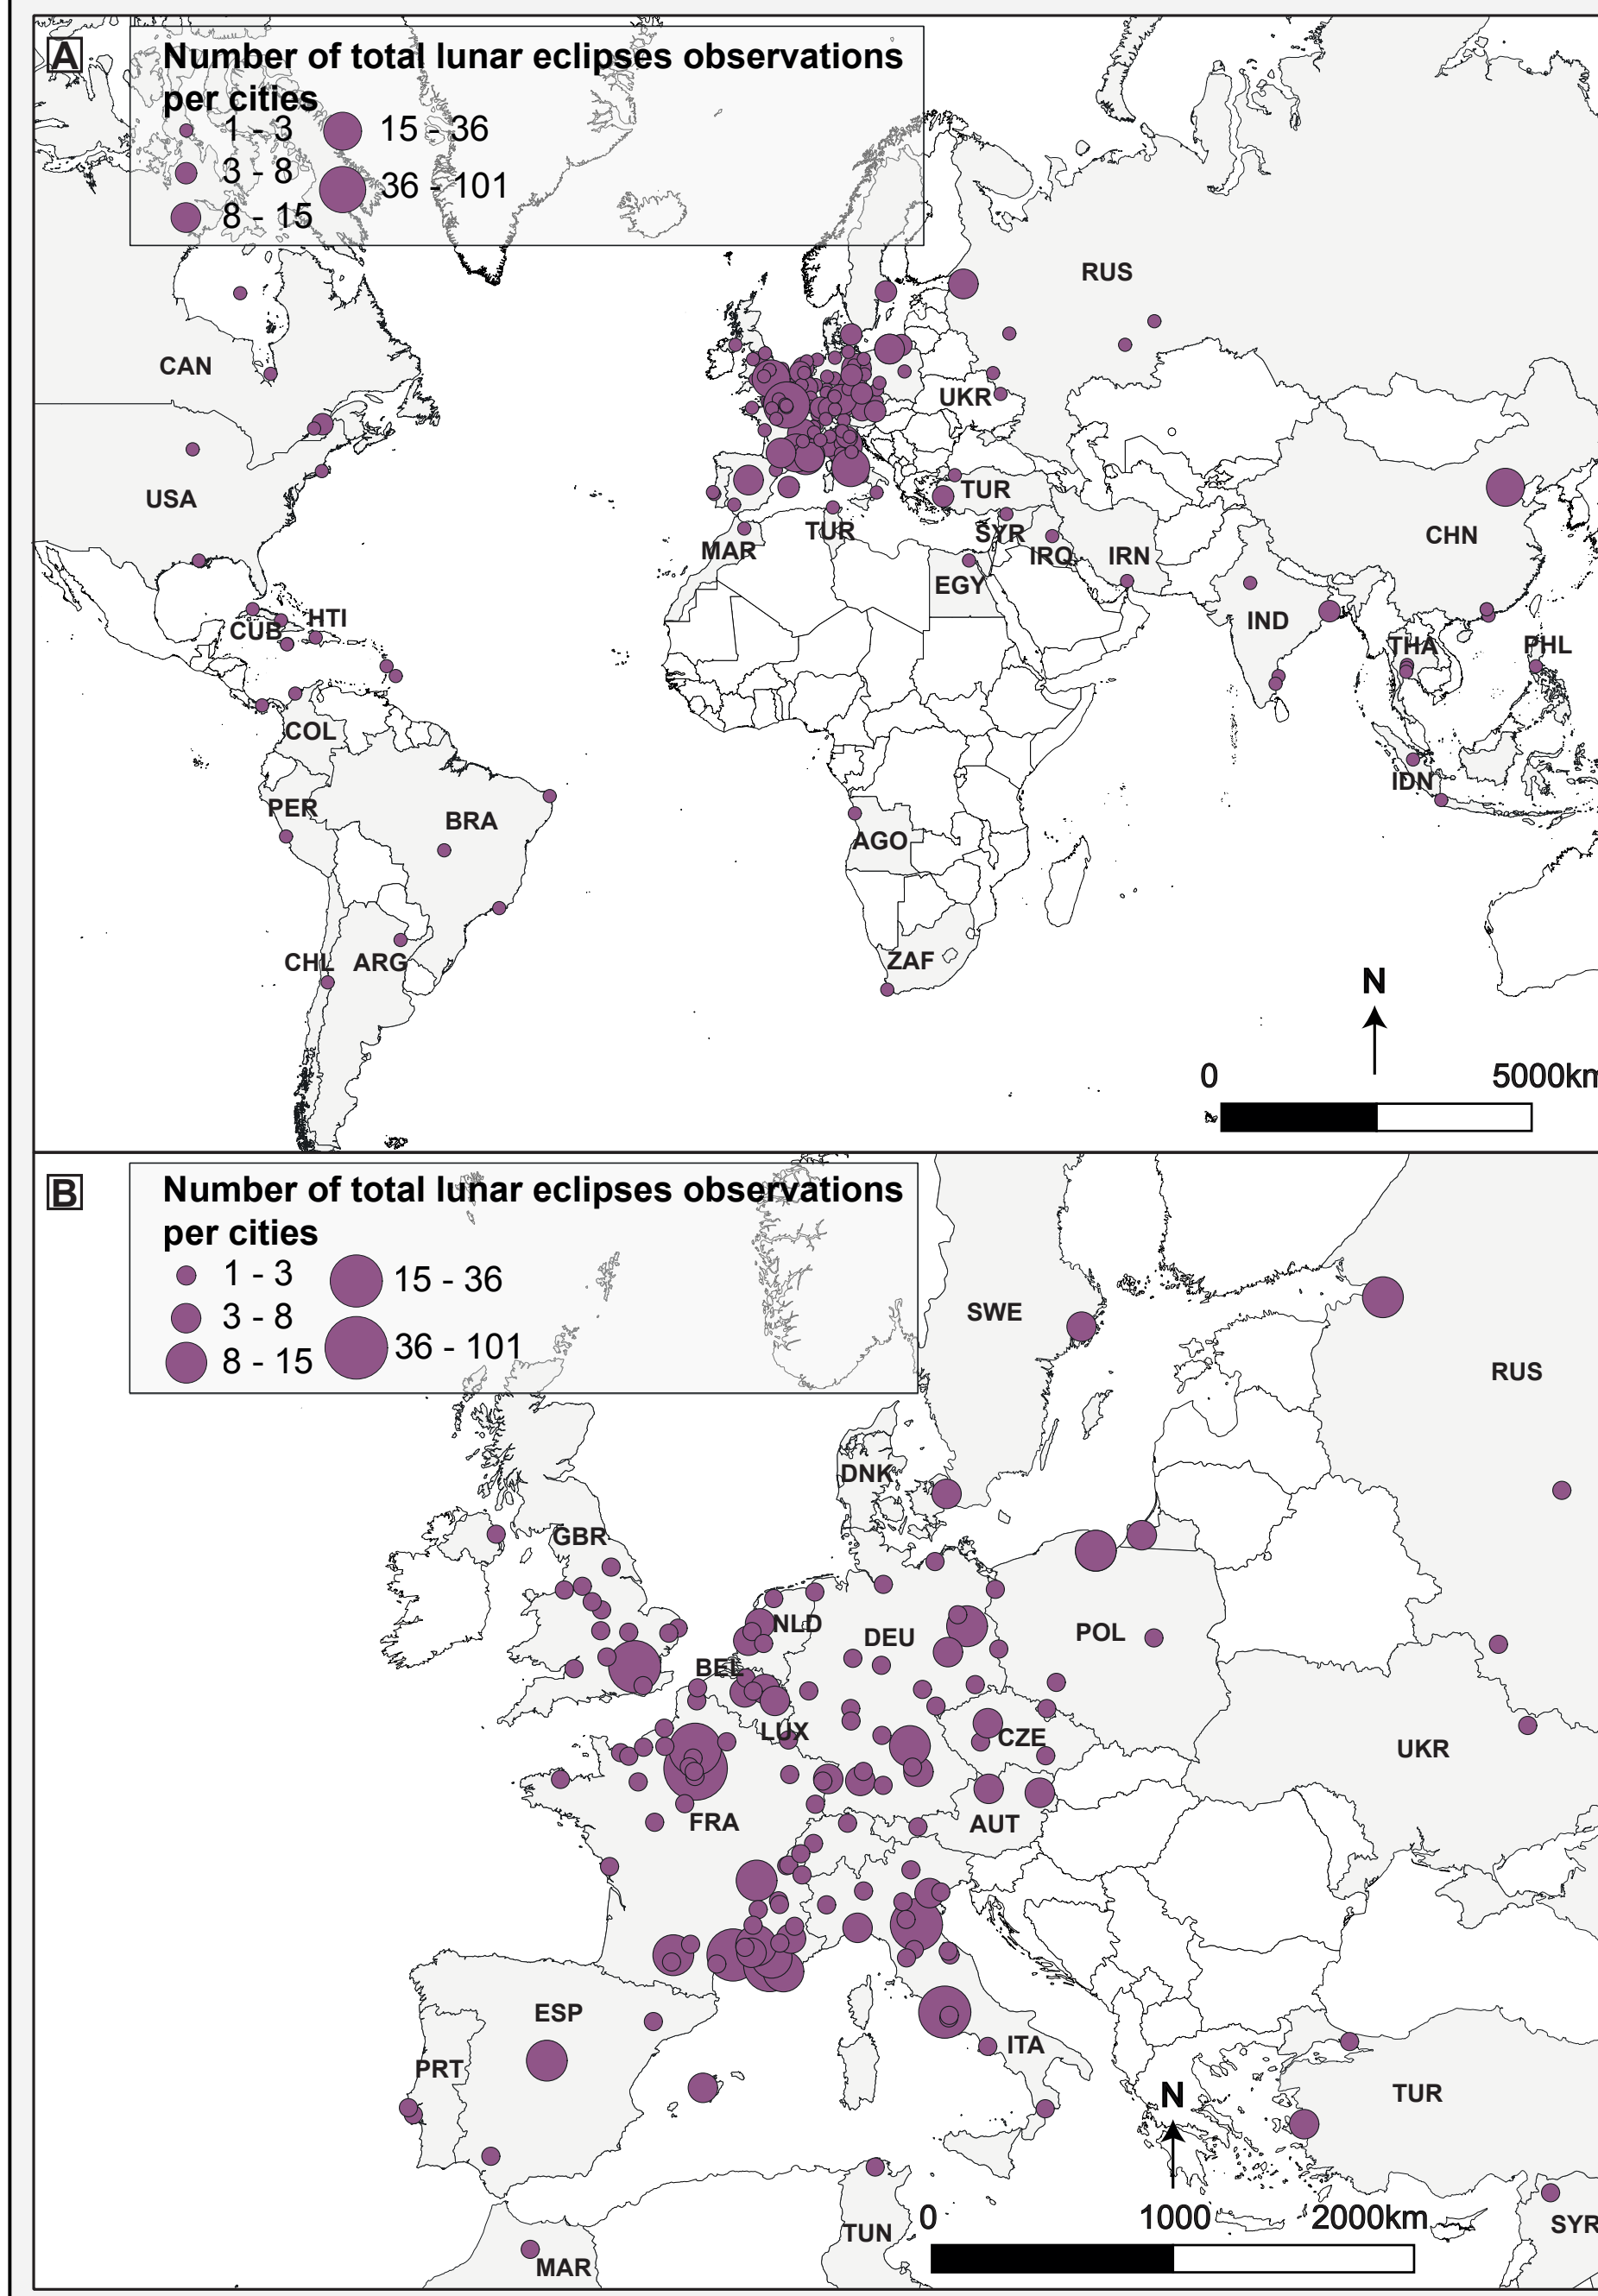 A
Number of total lunar eclipses observations
per cities
1 - 3
15 - 36
3 - 8
36 - 101
8 - 15
RUS
CAN
UKR
USA
TUR
TUR
SYR
CHN
MAR
IRQ
IRN
EGY
HTI
CUB
IND
THA
PHL
COL
IDN
PER
BRA
AGO
CHL
ARG
ZAF
N
0
5000km
B
Number of total lunar eclipses observations
per cities
1 - 3
15 - 36
3 - 8
36 - 101
8 - 15
SWE
RUS
DNK
GBR
NLD
DEU
POL
BEL
LUX
CZE
UKR
FRA
AUT
ESP
ITA
PRT
N
TUR
0
1000
2000km
TUN
SYR
MAR